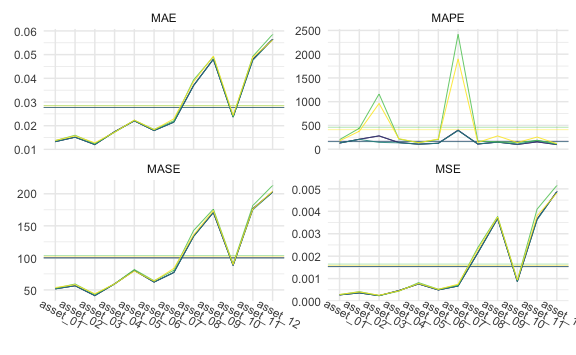 MAE
0.06
0.05
0.04
0.03
0.02
0.01
MAPE
2500
2000
1500
1000
500
0
MASE
200
150
100
50
asset_01
asset_02
asset_03
asset_04
asset_05
asset_06
asset_07
asset_08
asset_09
asset_10
asset_11
asset_12
MSE
0.005
0.004
0.003
0.002
0.001
0.000
asset_01
asset_02
asset_03
asset_04
asset_05
asset_06
asset_07
asset_08
asset_09
asset_10
asset_11